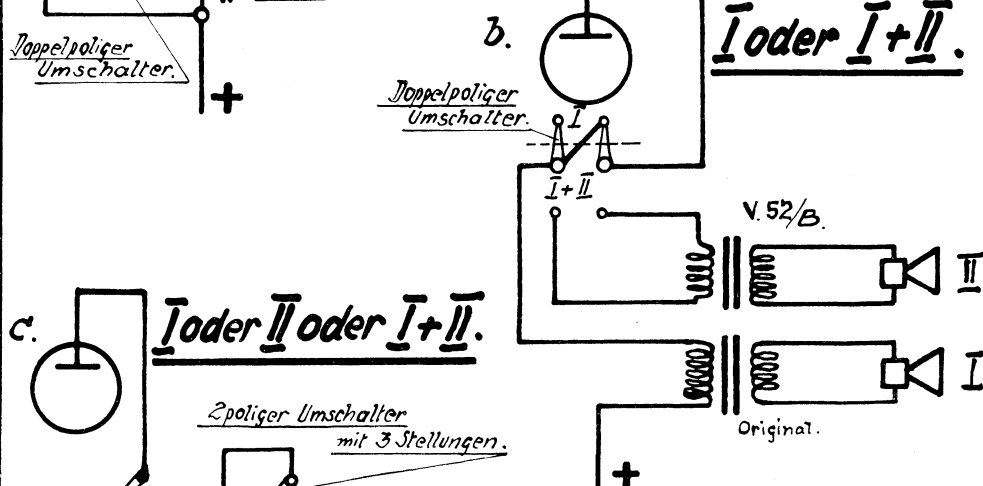 Doppelpoliger
Umschalter.
+
b.
I oder I + II.
Doppelpoliger
Umschalter.
I
I + II
V. 52/B.
II
I
Original.
+
c.
I oder II oder I + II.
2poliger Umschalter
mit 3 Stellungen.